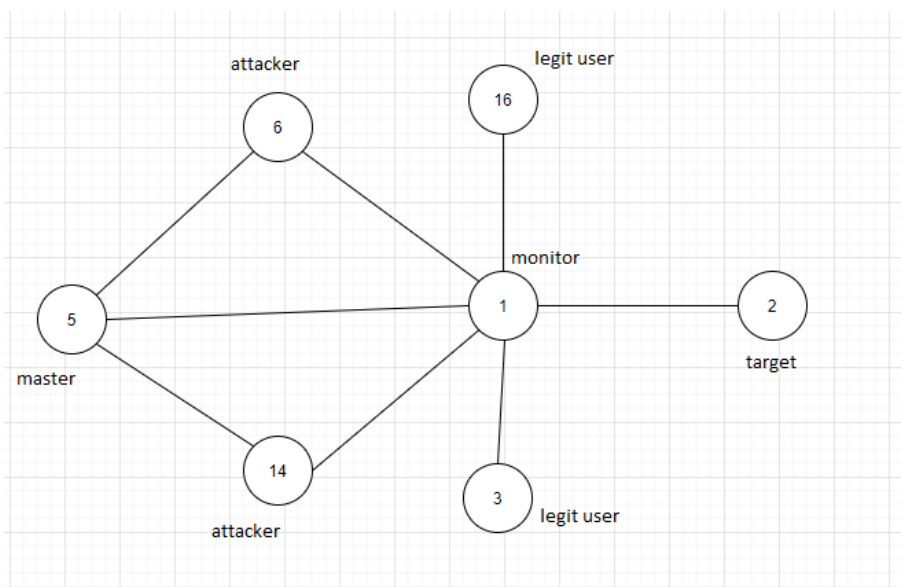 legit user
attacker
16
6
monitor
1
2
5
target
master
14
3
legit user
attacker